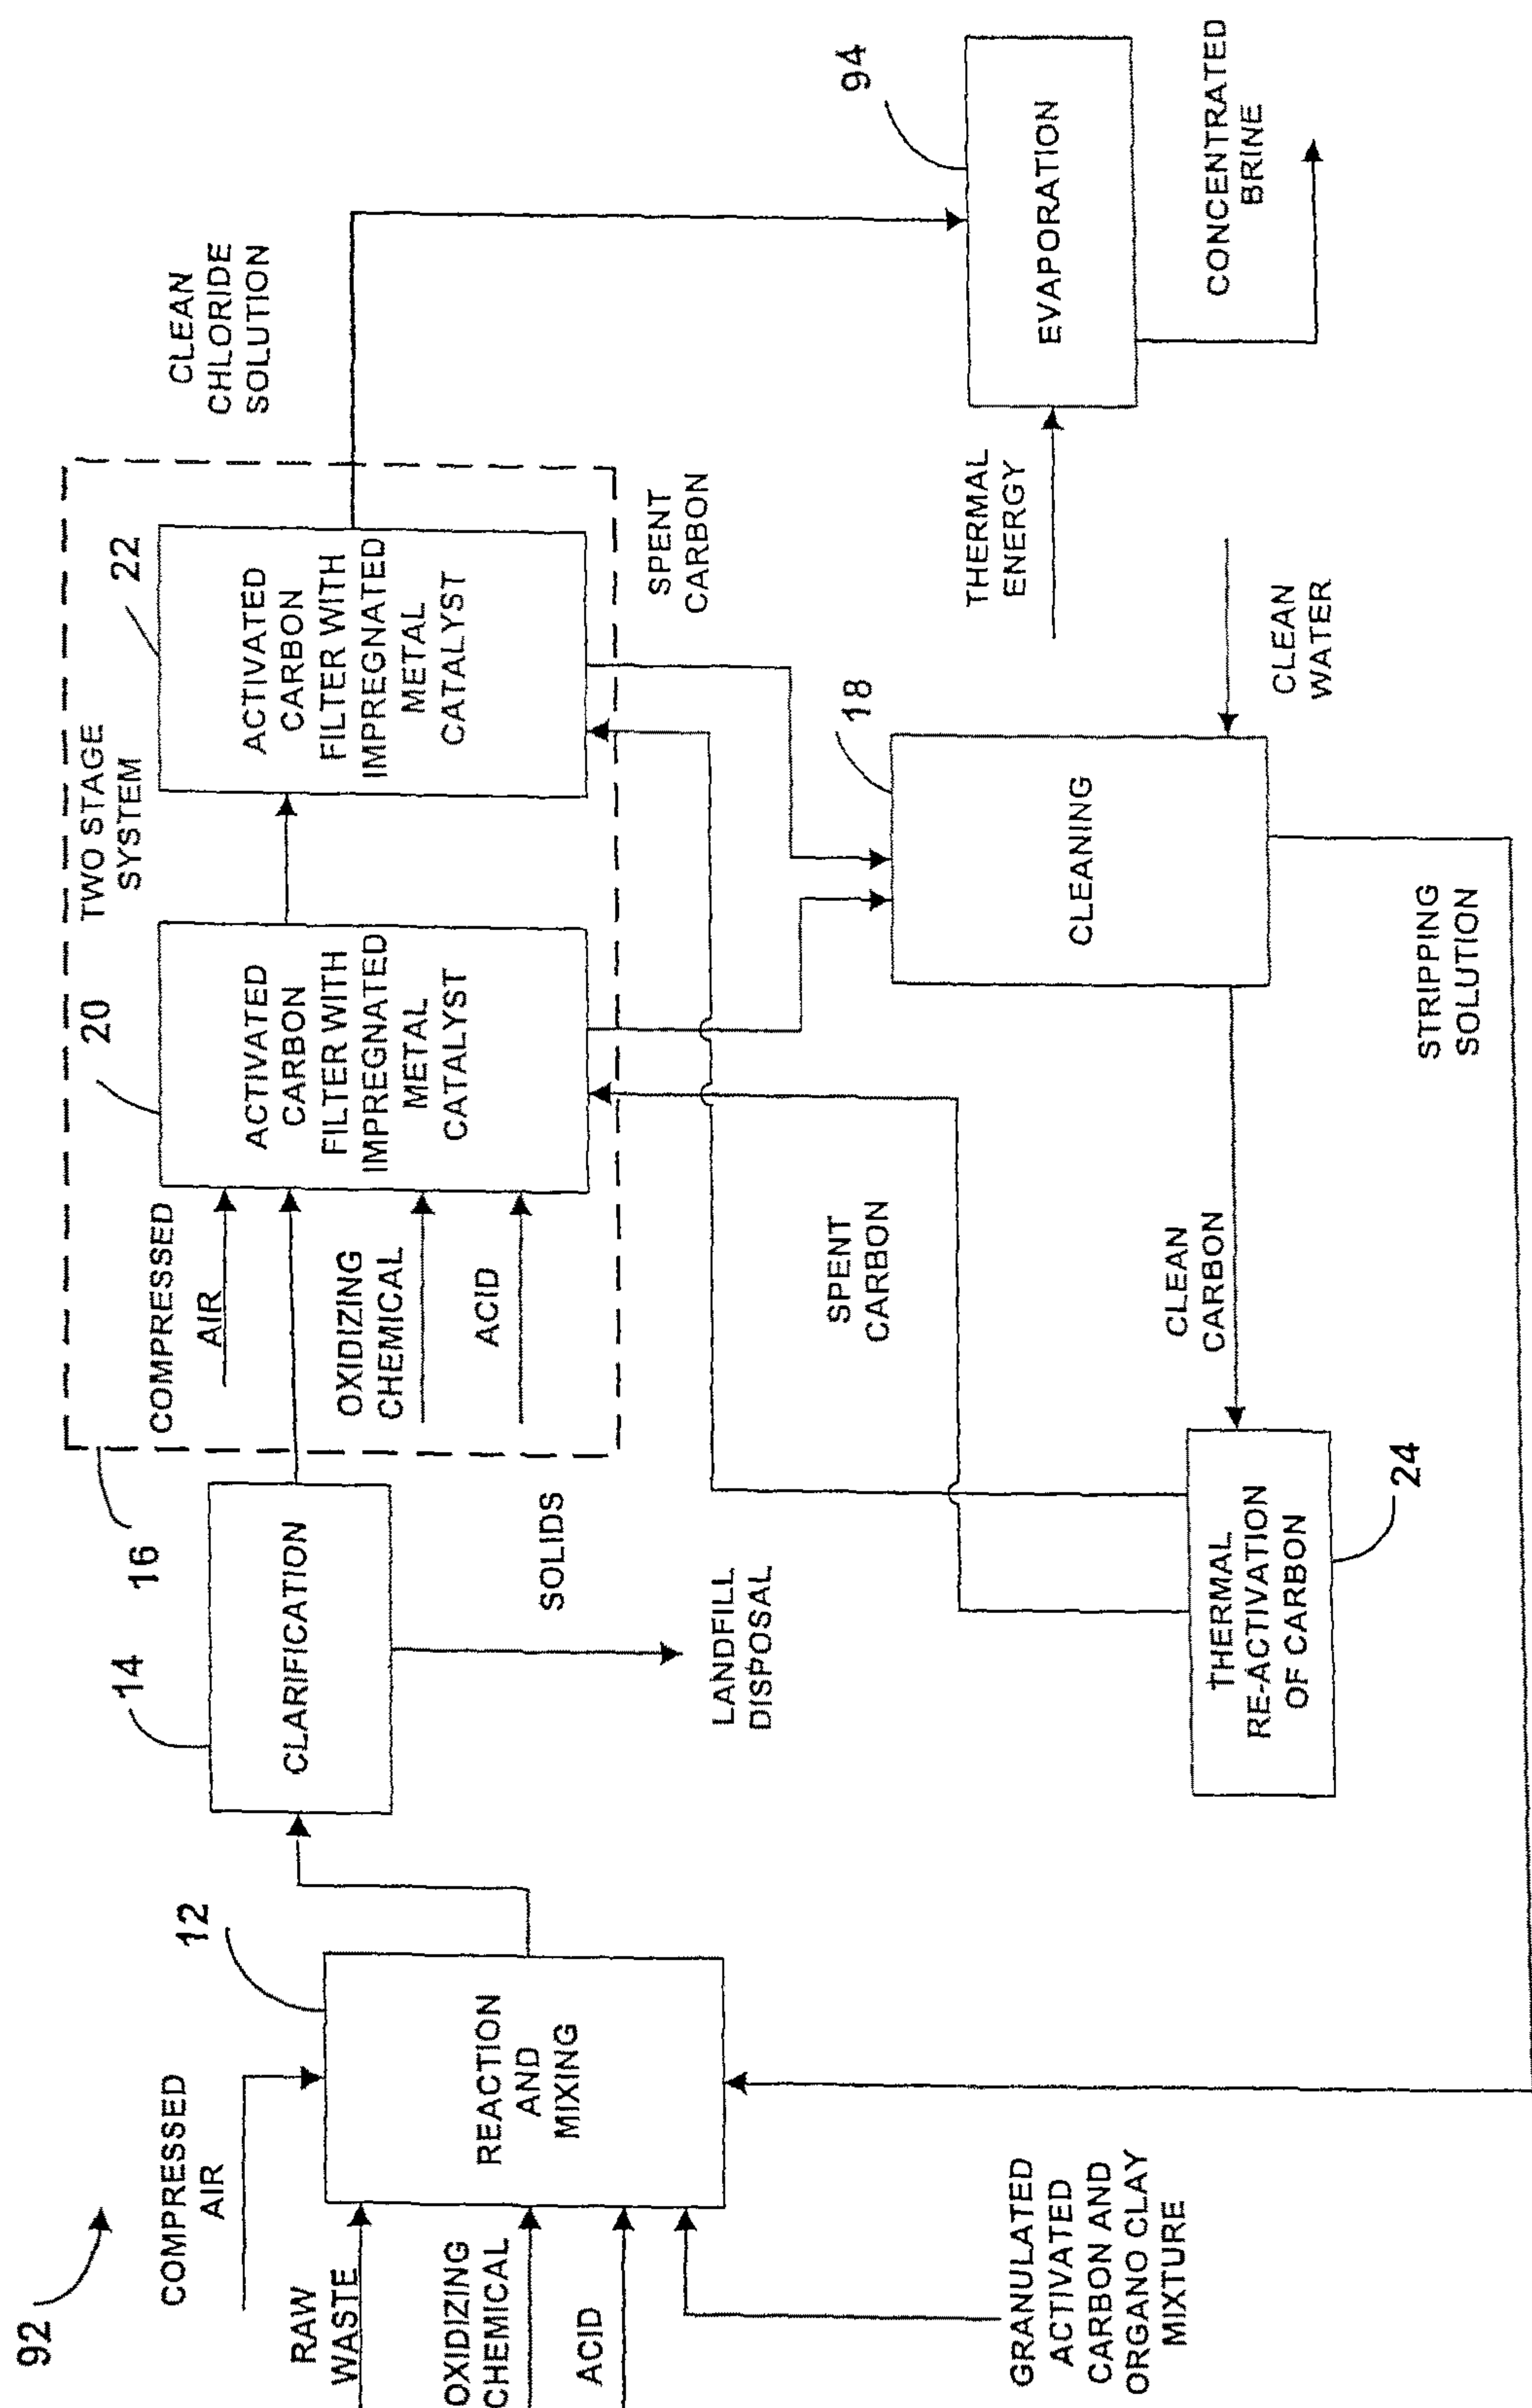 92
COMPRESSED
AIR
RAW
WASTE
OXIDIZING
CHEMICAL
ACID
GRANULATED
ACTIVATED
CARBON AND
ORGANO CLAY
MIXTURE
12
REACTION
AND
MIXING
14
CLARIFICATION
SOLIDS
LANDFILL
DISPOSAL
16
TWO STAGE
SYSTEM
COMPRESSED
AIR
OXIDIZING
CHEMICAL
ACID
20
ACTIVATED
CARBON
FILTER WITH
IMPREGNATED
METAL
CATALYST
22
ACTIVATED
CARBON
FILTER WITH
IMPREGNATED
METAL
CATALYST
CLEAN
CHLORIDE
SOLUTION
SPENT
CARBON
SPENT
CARBON
THERMAL
RE-ACTIVATION
OF CARBON
24
CLEAN
CARBON
18
CLEANING
CLEAN
WATER
STRIPPING
SOLUTION
THERMAL
ENERGY
94
EVAPORATION
CONCENTRATED
BRINE